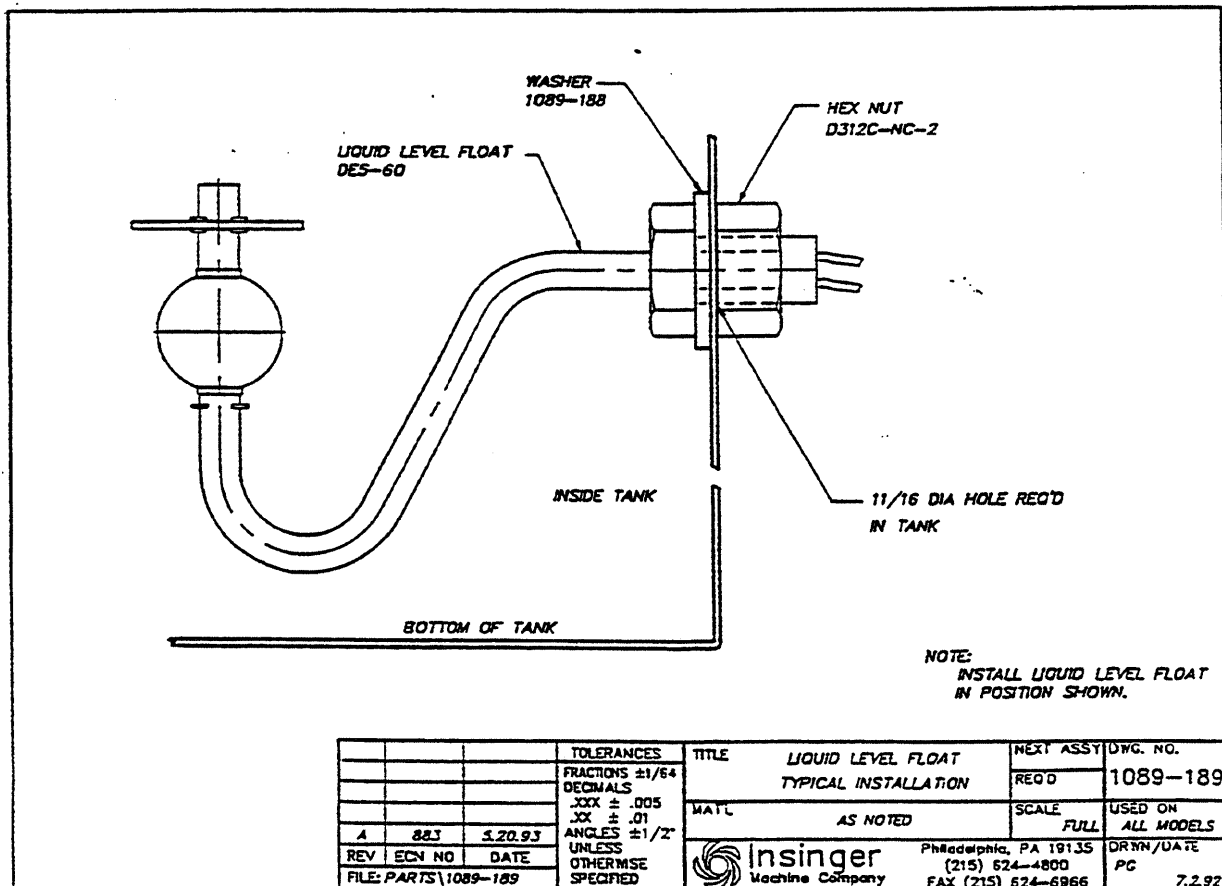 WASHER
1089-188
HEX NUT
D312C-NC-2
LIQUID LEVEL FLOAT
DES-60
INSIDE TANK
11/16 DIA HOLE REQ'D
IN TANK
BOTTOM OF TANK
NOTE:
INSTALL LIQUID LEVEL FLOAT
IN POSITION SHOWN.
TOLERANCES
FRACTIONS ±1/64
DECIMALS
.XXX ± .005
.XX ± .01
ANGLES ±1/2°
UNLESS
OTHERWISE
SPECIFIED
A 883 5.20.93
REV ECN NO DATE
FILE: PARTS\1089-189
TITLE LIQUID LEVEL FLOAT
TYPICAL INSTALLATION
NEXT ASSY
REQ'D
DWG. NO.
1089-189
MATL AS NOTED
SCALE
FULL
USED ON
ALL MODELS
Insinger
Machine Company
Philadelphia, PA 19135
(215) 624-4800
FAX (215) 624-6966
DRWN/DATE
PG
7.2.92